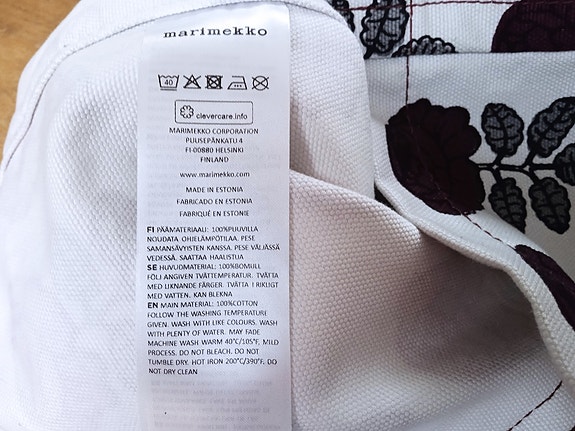 marimekko
40
clevercare.info
MARIMEKKO CORPORATION
PUUSEPÄNKATU 4
FI-00880 HELSINKI
FINLAND
www.marimekko.com
MADE IN ESTONIA
FABRICADO EN ESTONIA
FABRIQUÉ EN ESTONIE
FI PÄÄMATERIAALI: 100%PUUVILLA
NOUDATA OHJELÄMPÖTILAA. PESE
SAMANSÄVYISTEN KANSSA. PESE VÄLJÄSSÄ
VEDESSÄ. SAATTAA HAALISTUA
SE HUVUDMATERIAL: 100%BOMULL
FÖLJ ANGIVEN TVÄTTEMPERATUR. TVÄTTA
MED LIKNANDE FÄRGER. TVÄTTA I RIKLIGT
MED VATTEN. KAN BLEKNA
EN MAIN MATERIAL: 100%COTTON
FOLLOW THE WASHING TEMPERATURE
GIVEN. WASH WITH LIKE COLOURS. WASH
WITH PLENTY OF WATER. MAY FADE
MACHINE WASH WARM 40°C/105°F, MILD
PROCESS. DO NOT BLEACH. DO NOT
TUMBLE DRY. HOT IRON 200°C/390°F. DO
NOT DRY CLEAN